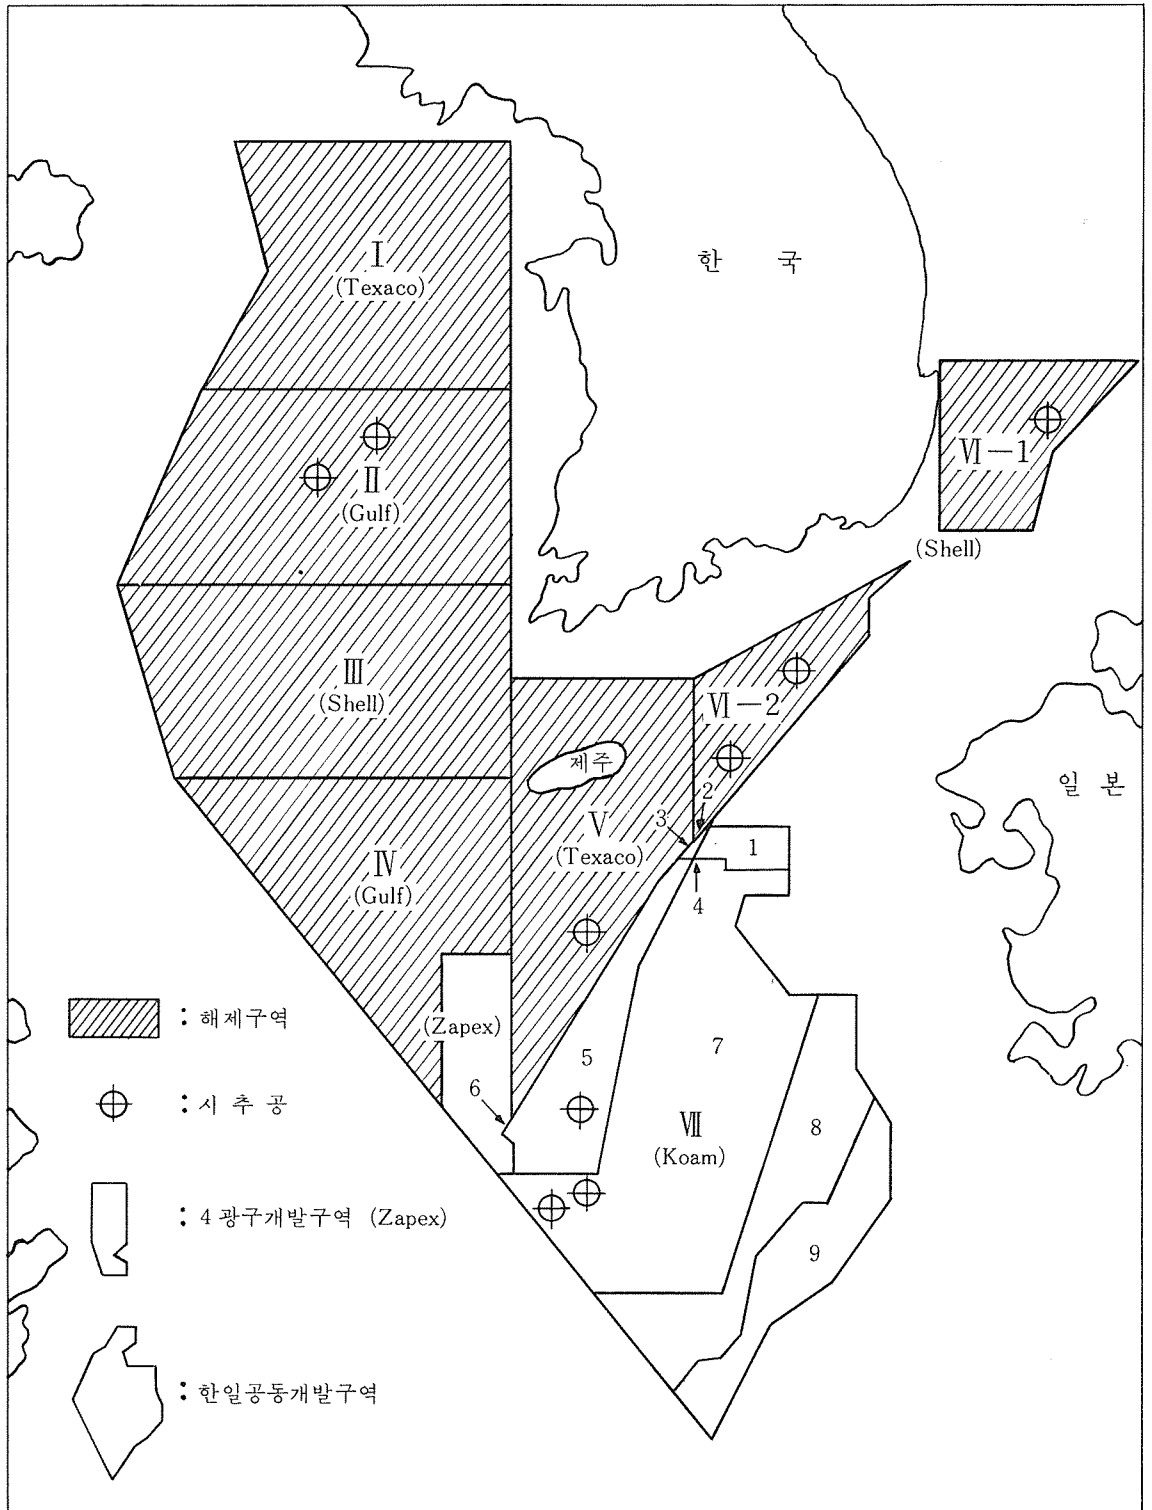 한 국
Ⅰ
(Texaco)
Ⅵ-1
Ⅱ
(Gulf)
(Shell)
Ⅲ
(Shell)
Ⅵ-2
제주
일 본
2
3
Ⅴ
(Texaco)
1
Ⅳ
(Gulf)
4
: 해제구역
(Zapex)
5
7
6
: 시 추 공
Ⅶ
(Koam)
8
: 4 광구개발구역 (Zapex)
9
: 한일공동개발구역